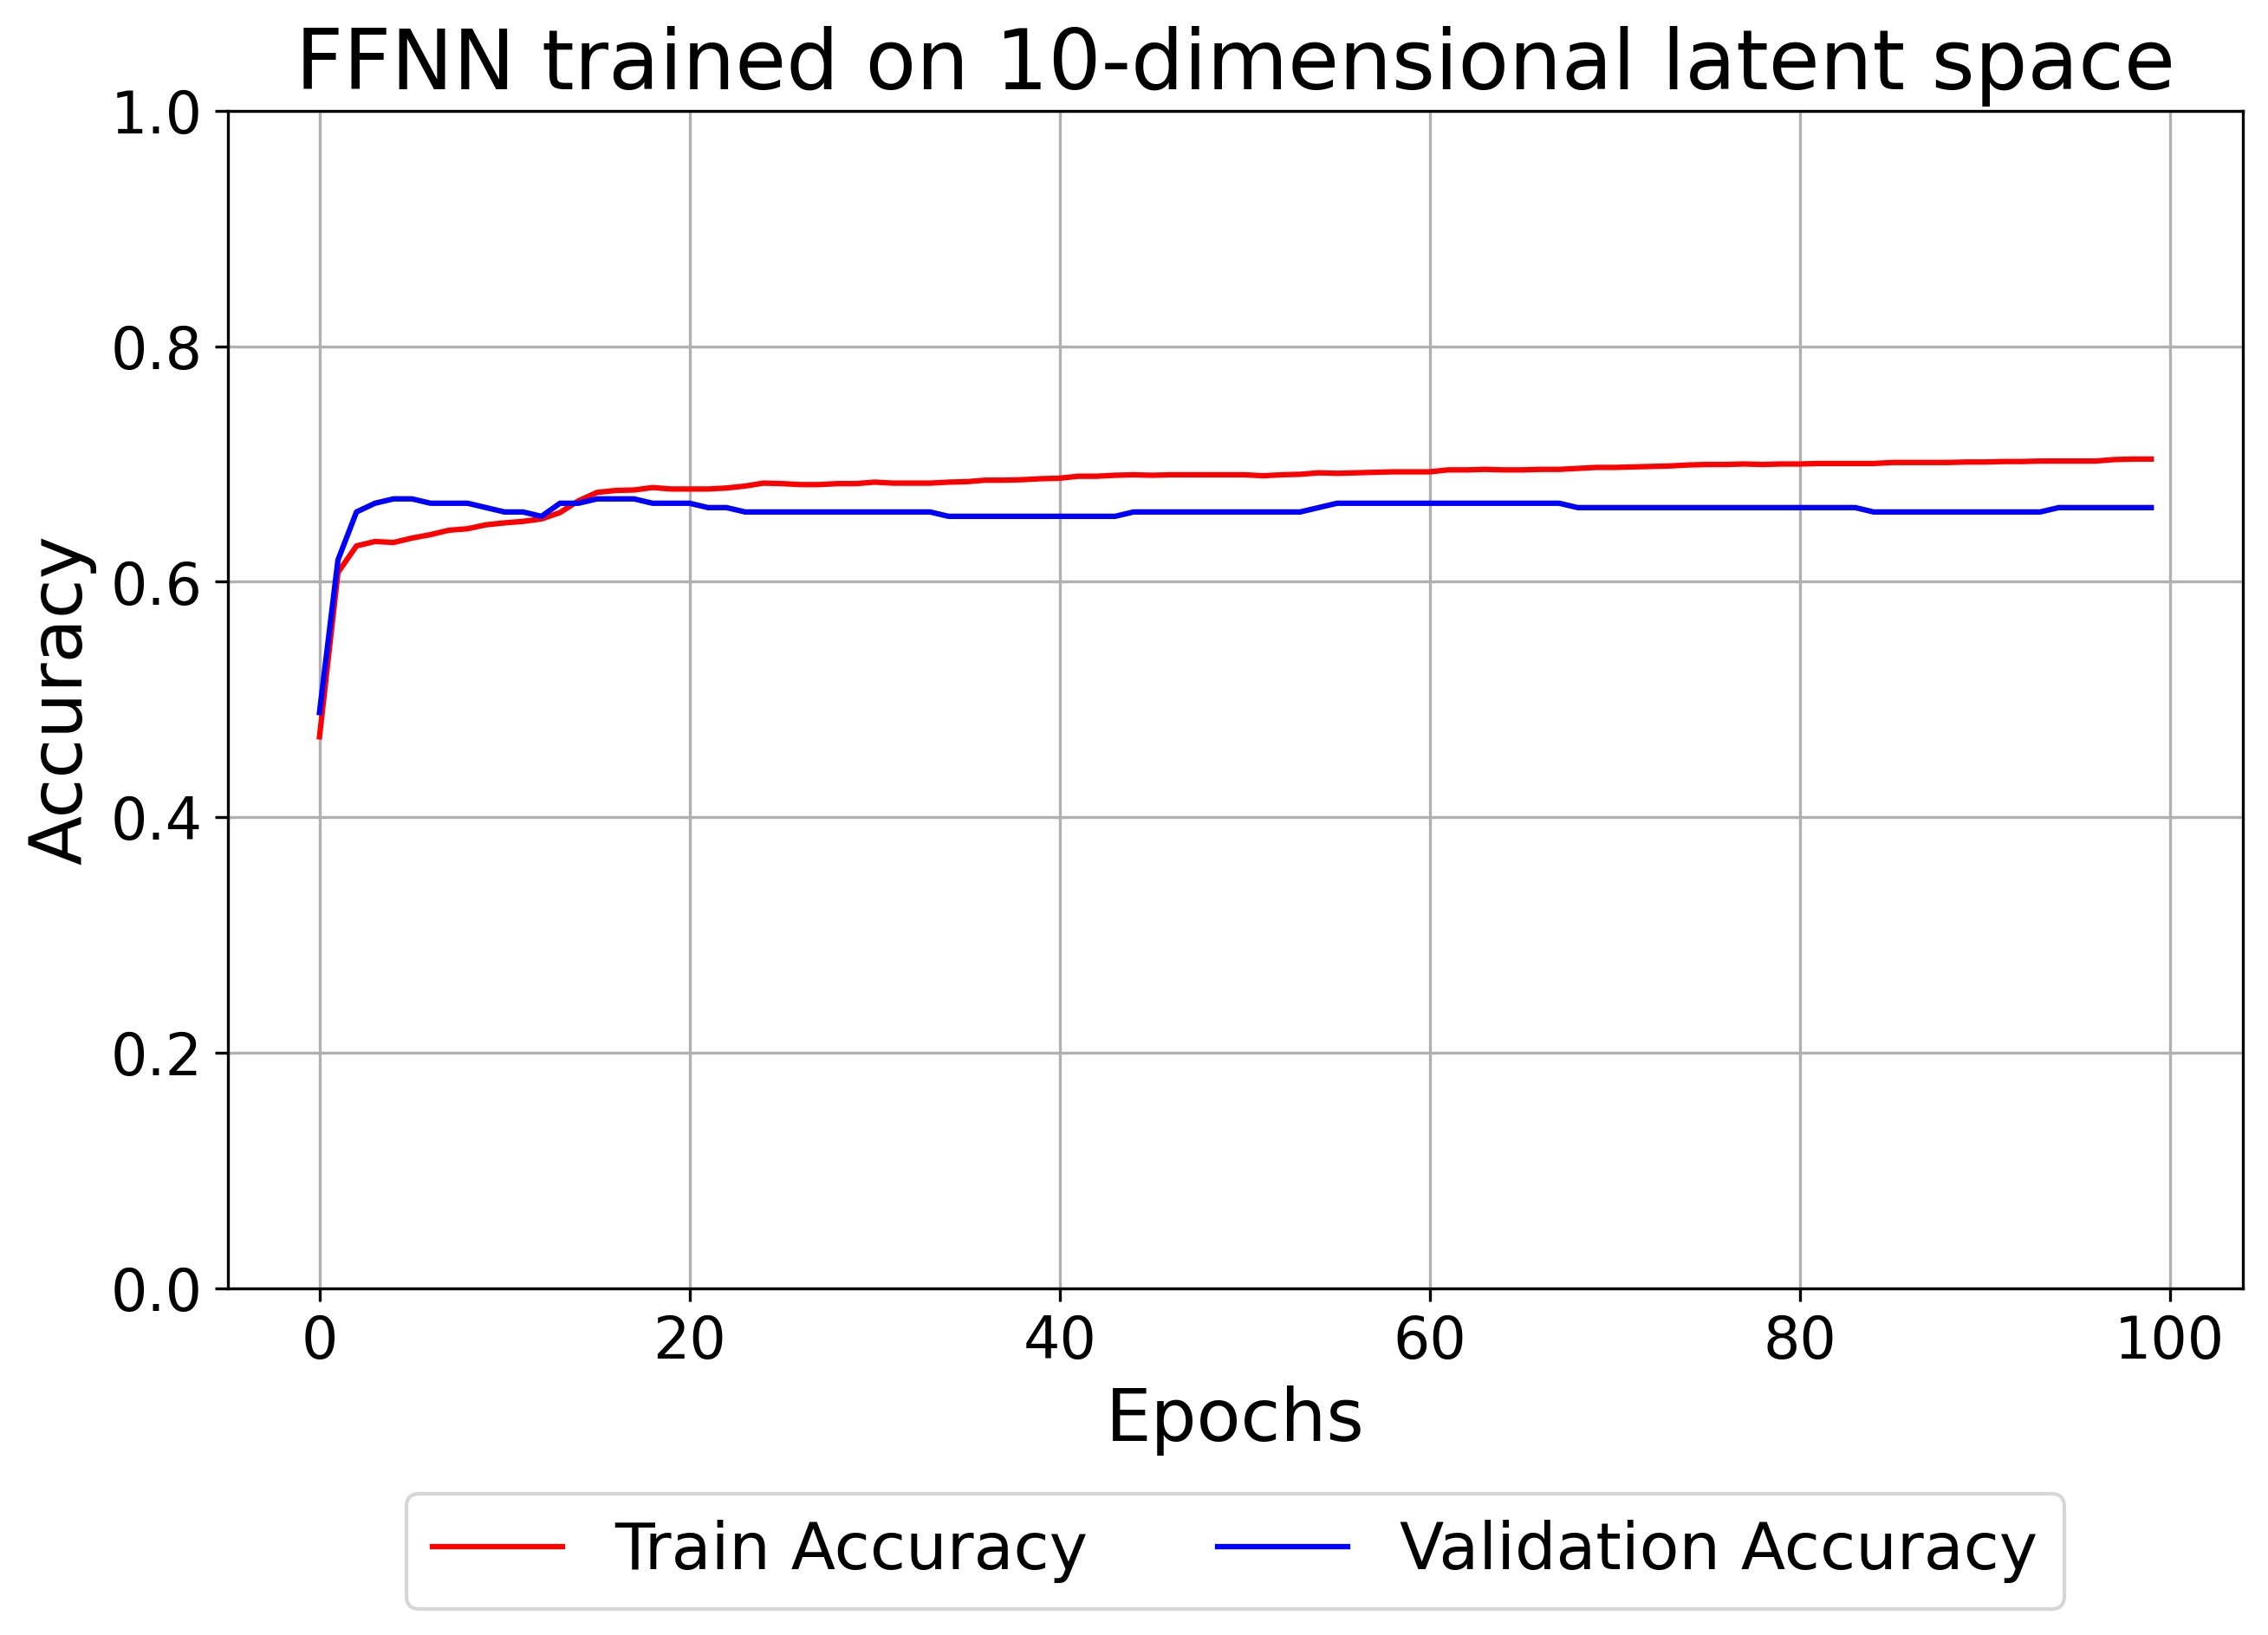 FFNN trained on 10-dimensional latent space
1.0
0.8
0.6
0.4
0.2
0.0
Accuracy
0 20 40 60 80 100
Epochs
Train Accuracy Validation Accuracy